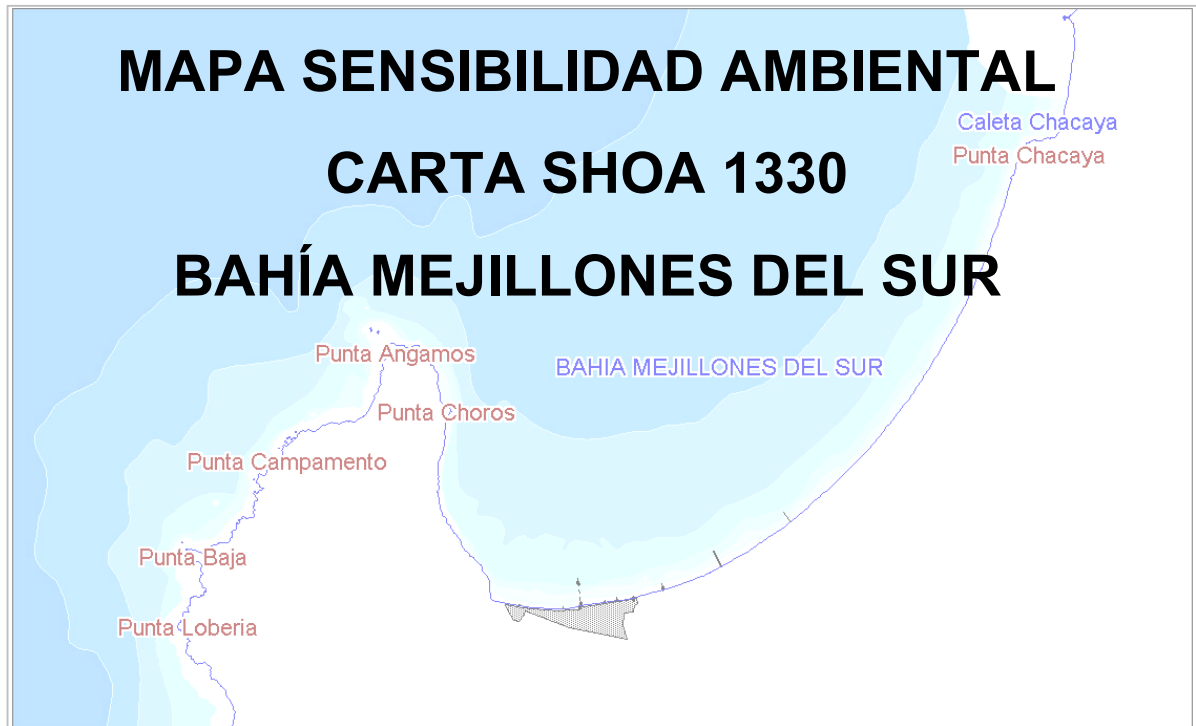 MAPA SENSIBILIDAD AMBIENTAL
Caleta Chacaya
Punta Chacaya
CARTA SHOA 1330
BAHÍA MEJILLONES DEL SUR
Punta Angamos
BAHIA MEJILLONES DEL SUR
Punta Choros
Punta Campamento
Punta Baja
Punta Loberia